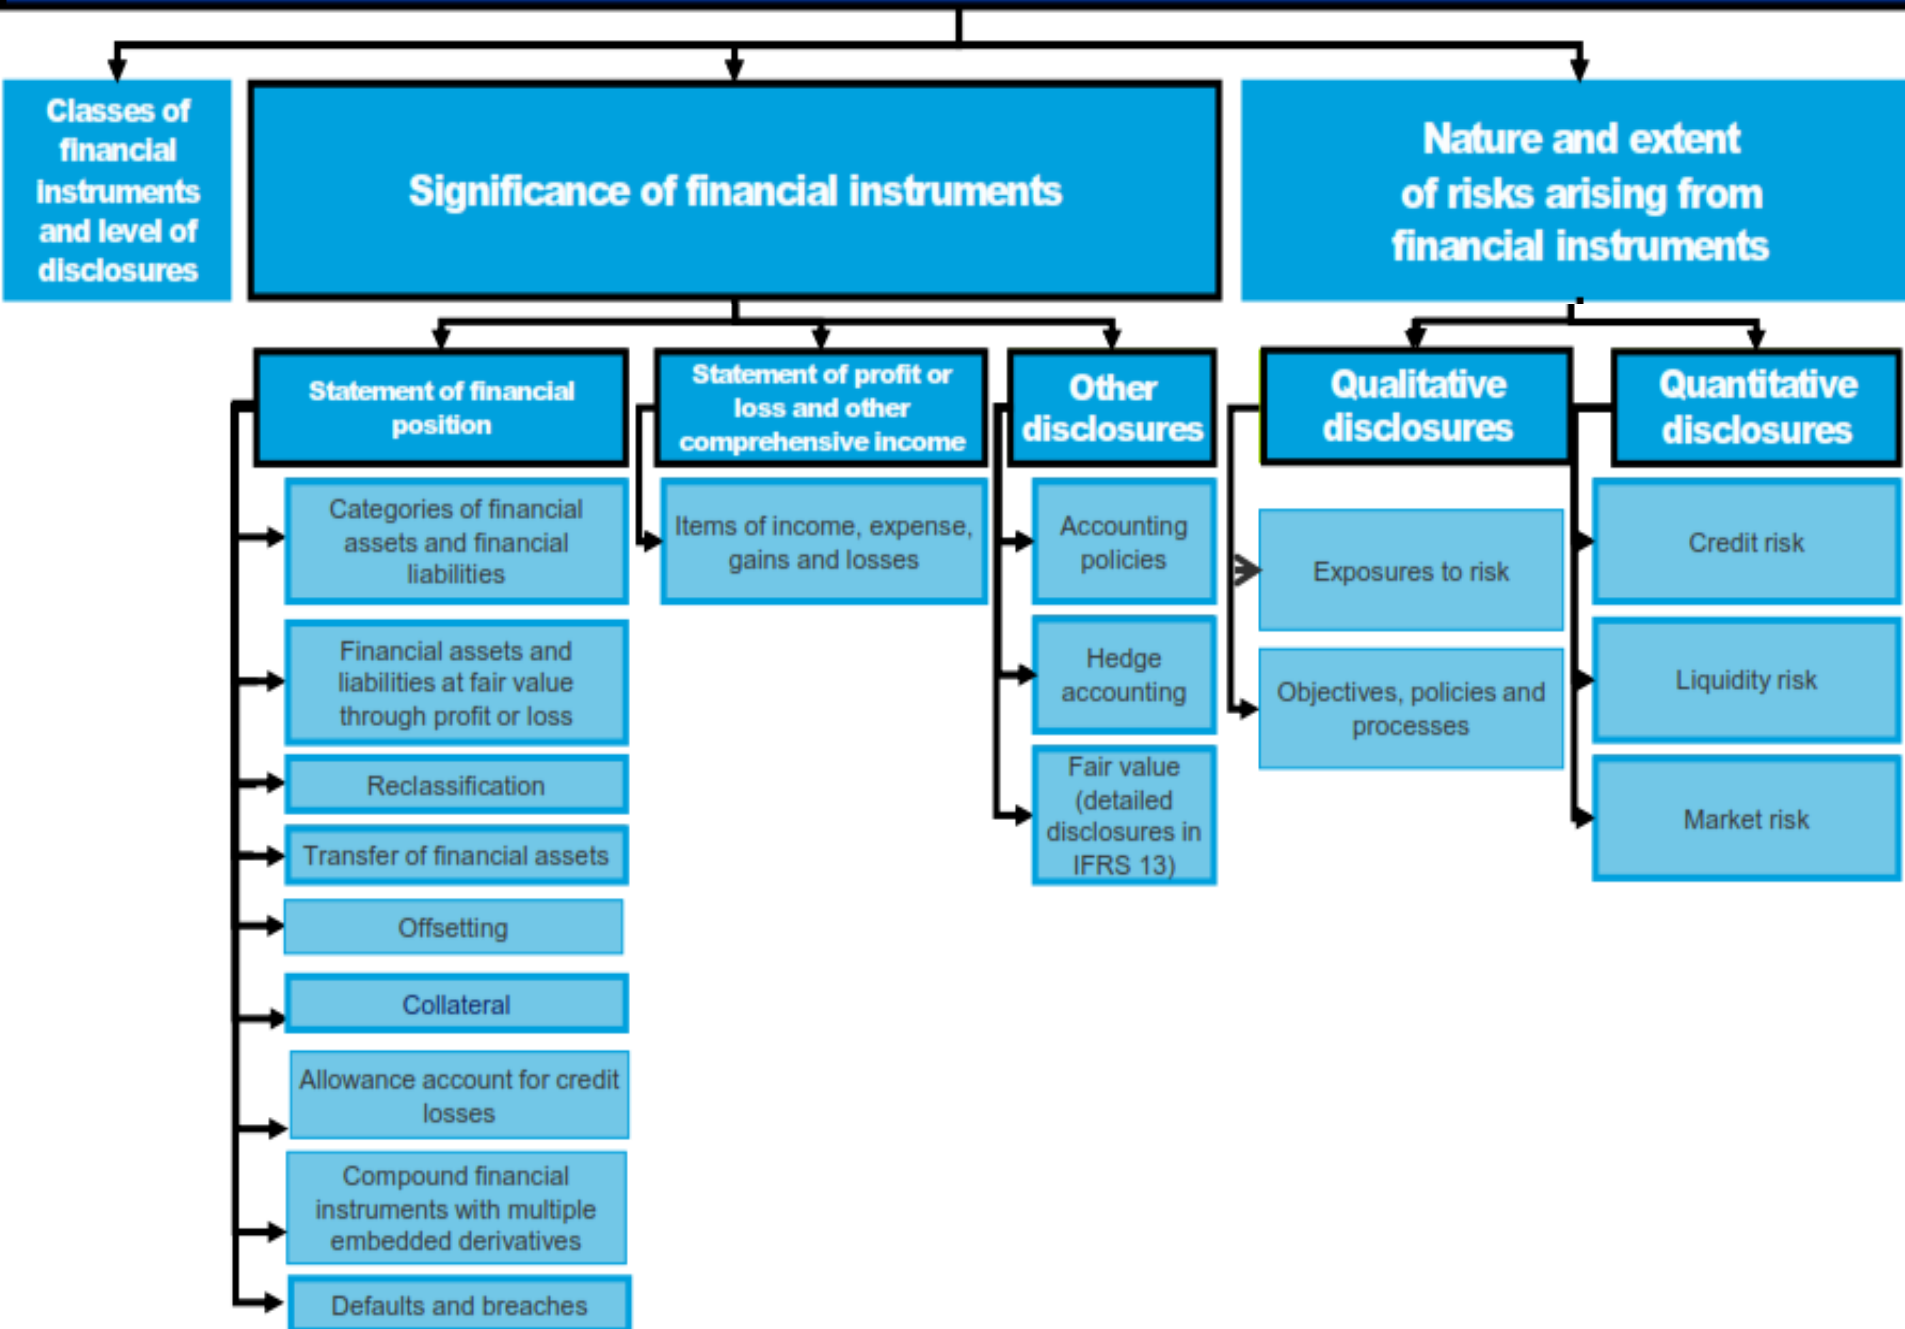 Classes of
financial
instruments
and level of
disclosures
Significance of financial instruments
Nature and extent
of risks arising from
financial instruments
Statement of financial
position
Statement of profit or
loss and other
comprehensive income
Other
disclosures
Qualitative
disclosures
Quantitative
disclosures
Categories of financial
assets and financial
liabilities
Financial assets and
liabilities at fair value
through profit or loss
Reclassification
Transfer of financial assets
Offsetting
Collateral
Allowance account for credit
losses
Compound financial
instruments with multiple
embedded derivatives
Defaults and breaches
Items of income, expense,
gains and losses
Accounting
policies
Hedge
accounting
Fair value
(detailed
disclosures in
IFRS 13)
Exposures to risk
Objectives, policies and
processes
Credit risk
Liquidity risk
Market risk